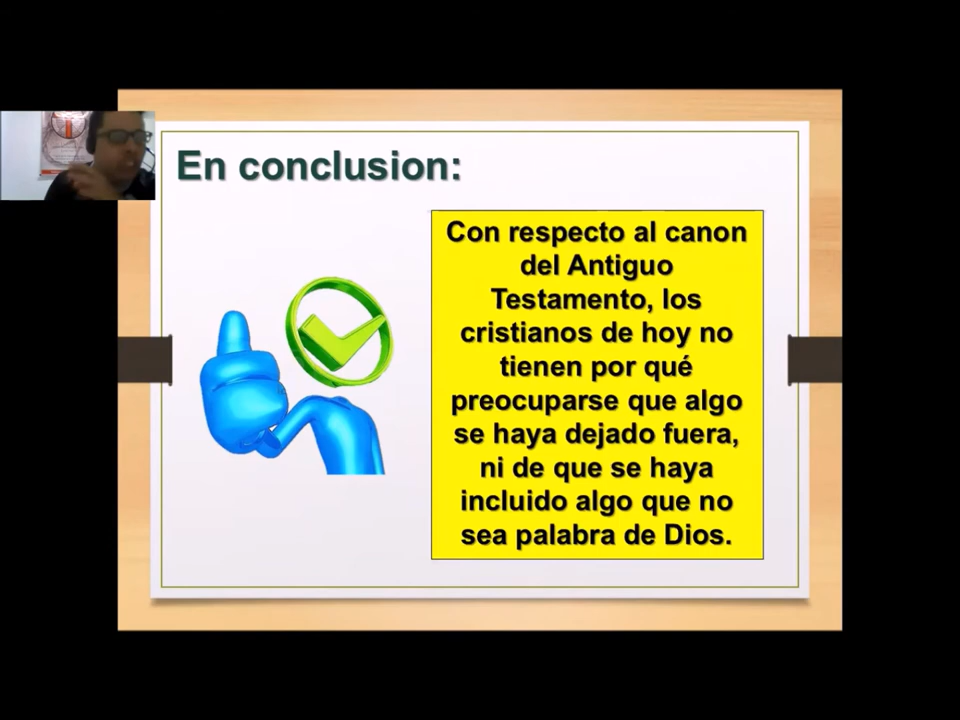 En conclusion:
Con respecto al canon
del Antiguo
Testamento, los
cristianos de hoy no
tienen por qué
preocuparse que algo
se haya dejado fuera,
ni de que se haya
incluido algo que no
sea palabra de Dios.